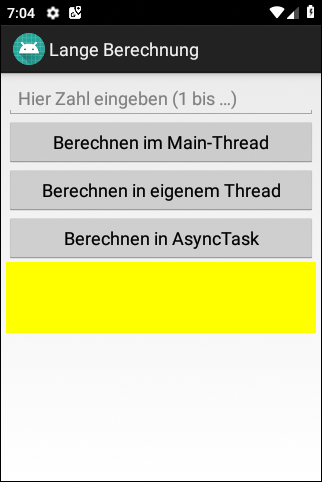 7:04
Lange Berechnung
Hier Zahl eingeben (1 bis ...)
Berechnen im Main-Thread
Berechnen in eigenem Thread
Berechnen in AsyncTask